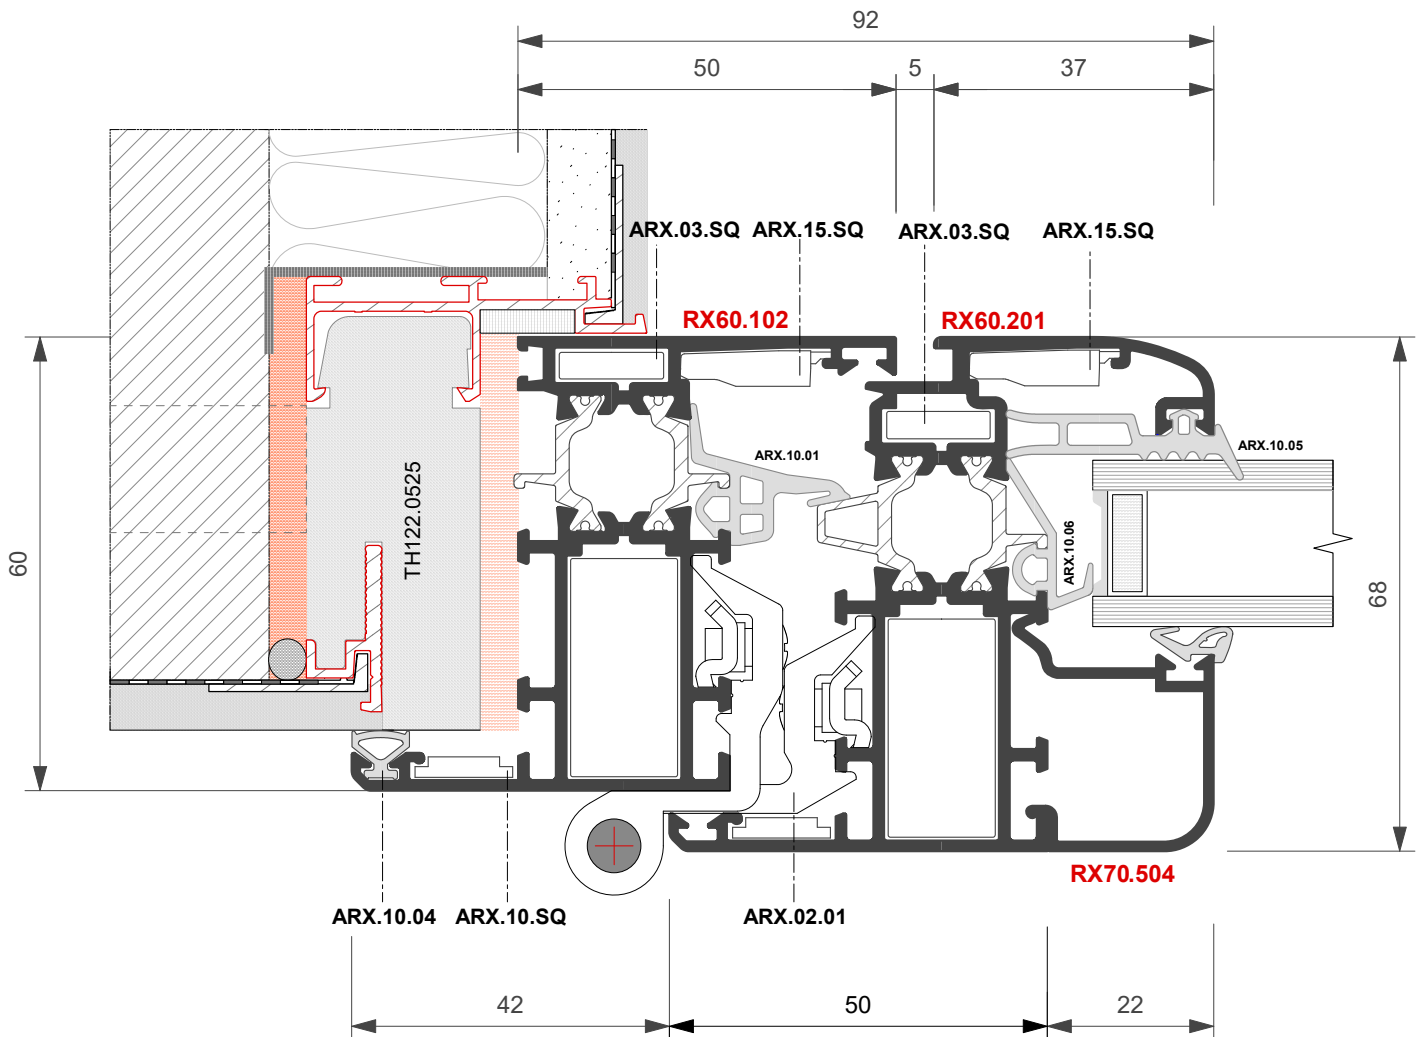 92
50 5 37
ARX.03.SQ ARX.15.SQ ARX.03.SQ ARX.15.SQ
RX60.102 RX60.201
ARX.10.01 ARX.10.05
TH122.0525
ARX.10.06
60
68
RX70.504
ARX.10.04 ARX.10.SQ ARX.02.01
42 50 22